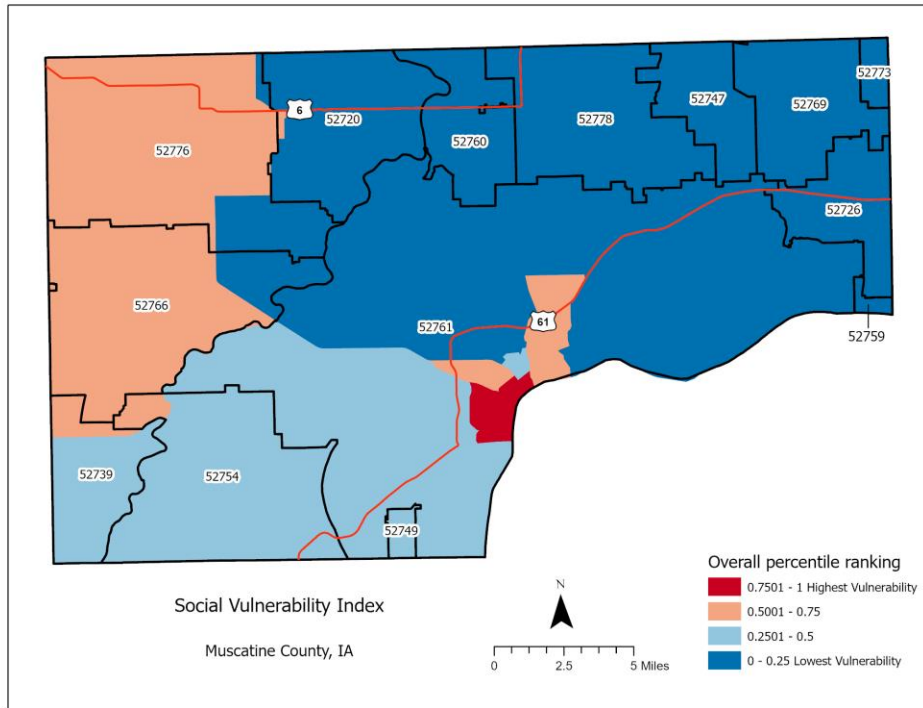 6
52773
52747
52769
52720
52778
52760
52776
52726
52766
61
52761
52759
52739
52754
52749
Overall percentile ranking
0.7501 - 1 Highest Vulnerability
0.5001 - 0.75
0.2501 - 0.5
0 - 0.25 Lowest Vulnerability
Social Vulnerability Index
Muscatine County, IA
N
0 2.5 5 Miles